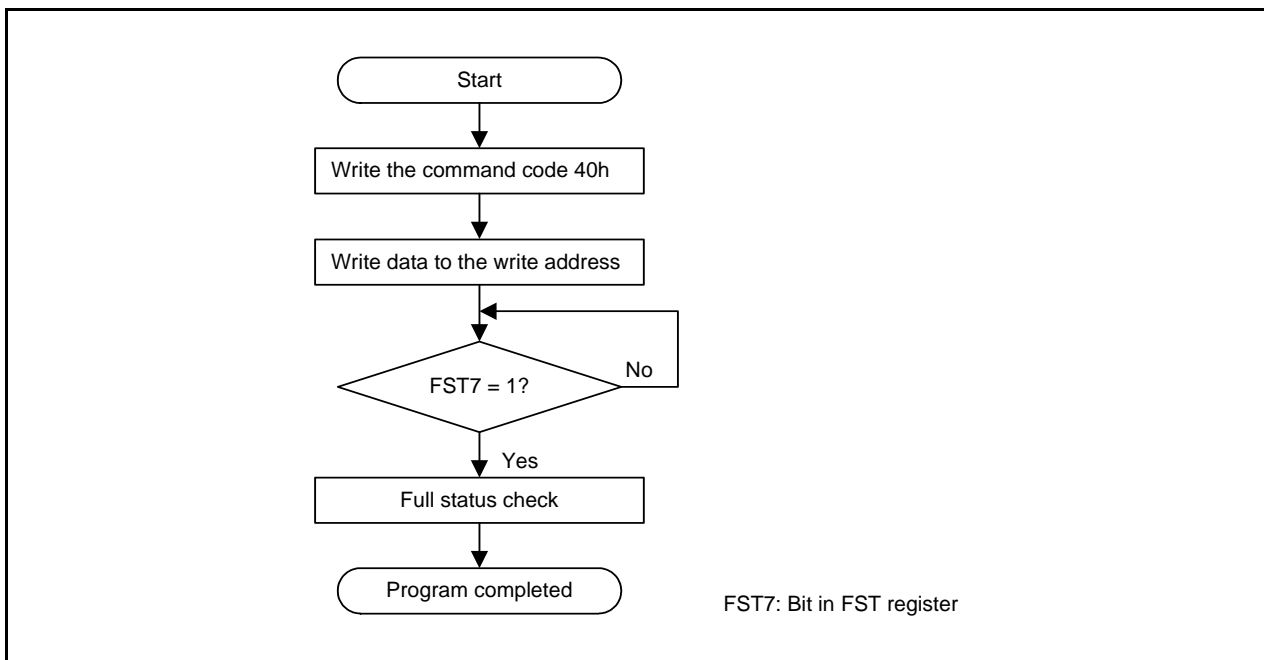 Start
Write the command code 40h
Write data to the write address
FST7 = 1?
No
Yes
Full status check
Program completed
FST7: Bit in FST register